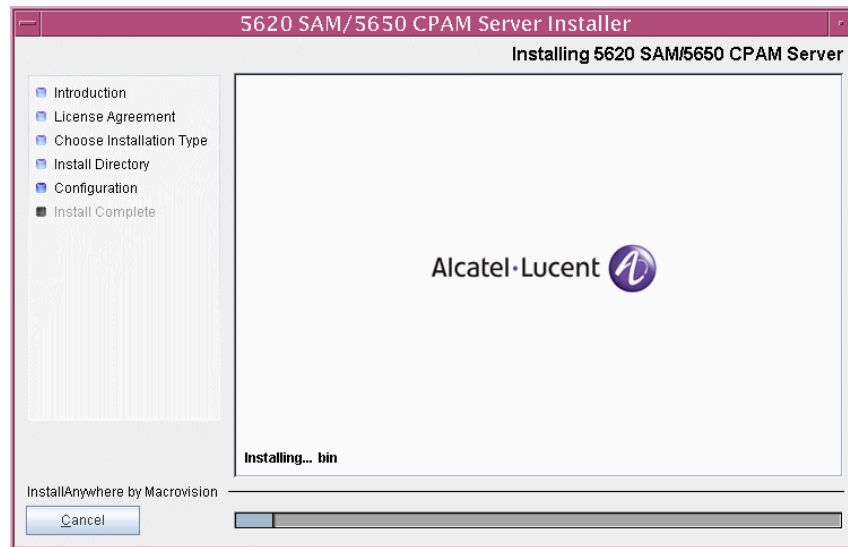 5620 SAM/5650 CPAM Server Installer
Installing 5620 SAM/5650 CPAM Server
Introduction
License Agreement
Choose Installation Type
Install Directory
Configuration
Install Complete
Alcatel·Lucent
Installing... bin
InstallAnywhere by Macrovision
Cancel